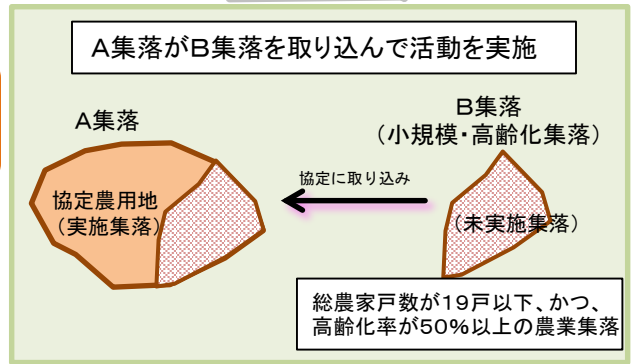 A集落がB集落を取り込んで活動を実施
A集落
B集落
(小規模・高齢化集落)
協定に取り込み
協定農用地
(実施集落)
(未実施集落)
総農家戸数が19戸以下、かつ、
高齢化率が50%以上の農業集落